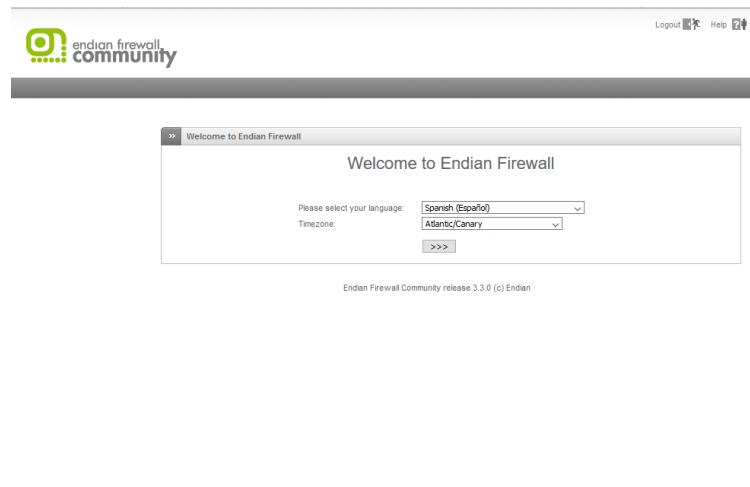 Logout Help
endian firewall
community
Welcome to Endian Firewall
Welcome to Endian Firewall
Please select your language: Spanish (Español)
Timezone: Atlantic/Canary
>>>
Endian Firewall Community release 3.3.0 (c) Endian